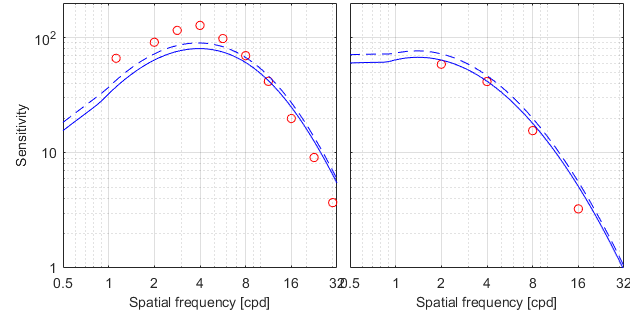 10²
10
1
Sensitivity
0.5 1 2 4 8 16 32
Spatial frequency [cpd]
0.5 1 2 4 8 16 32
Spatial frequency [cpd]